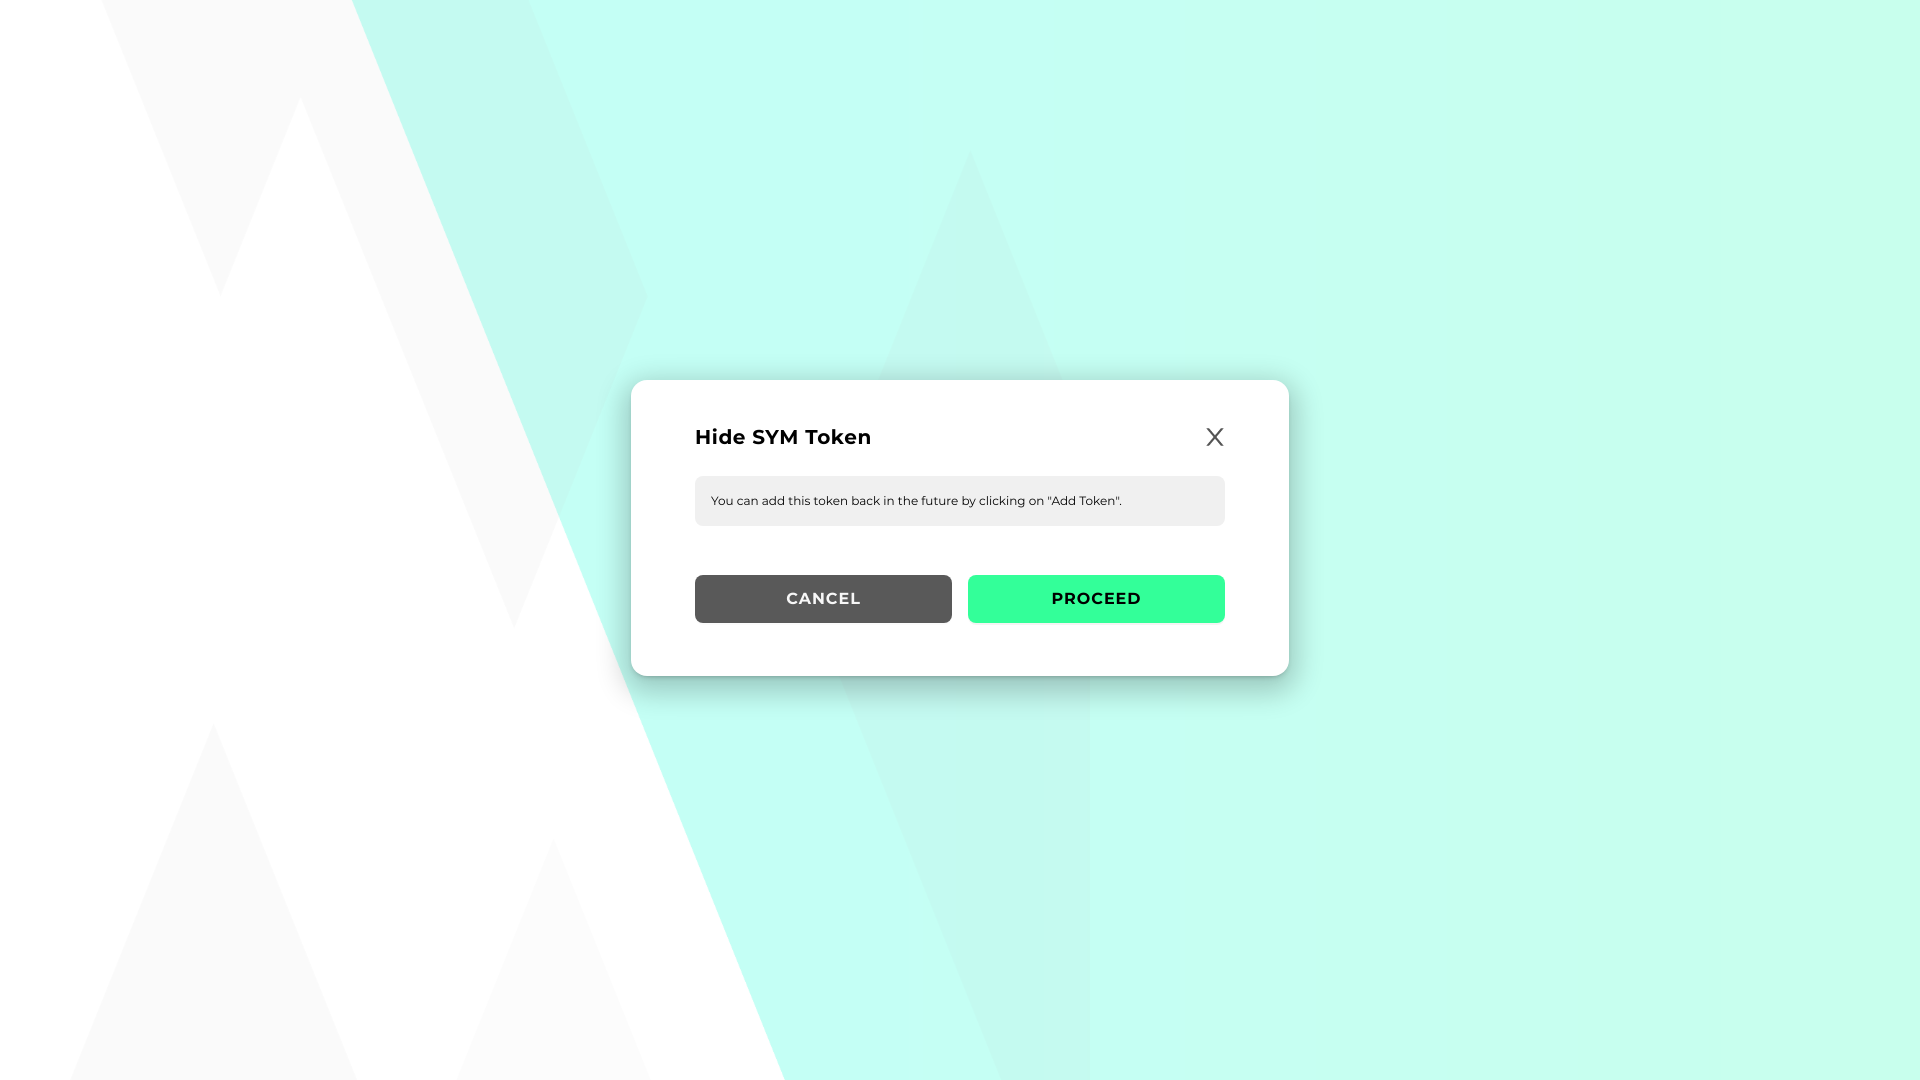 Hide SYM Token
X
You can add this token back in the future by clicking on "Add Token".
CANCEL
PROCEED